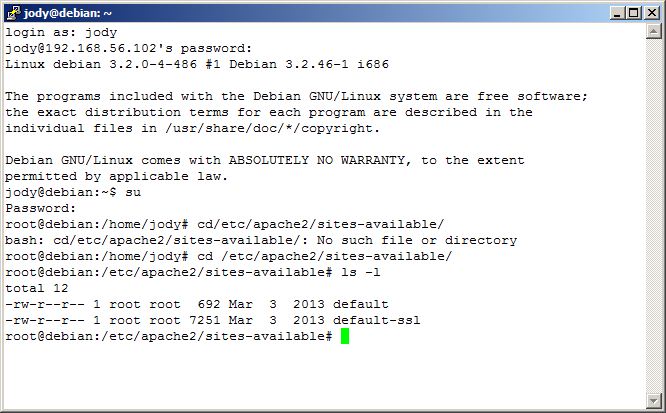 jody@debian: ~
login as: jody
jody@192.168.56.102's password:
Linux debian 3.2.0-4-486 #1 Debian 3.2.46-1 i686
The programs included with the Debian GNU/Linux system are free software;
the exact distribution terms for each program are described in the
individual files in /usr/share/doc/*/copyright.
Debian GNU/Linux comes with ABSOLUTELY NO WARRANTY, to the extent
permitted by applicable law.
jody@debian:~$ su
Password:
root@debian:/home/jody# cd/etc/apache2/sites-available/
bash: cd/etc/apache2/sites-available/: No such file or directory
root@debian:/home/jody# cd /etc/apache2/sites-available/
root@debian:/etc/apache2/sites-available# ls -l
total 12
-rw-r--r-- 1 root root  692 Mar  3  2013 default
-rw-r--r-- 1 root root 7251 Mar  3  2013 default-ssl
root@debian:/etc/apache2/sites-available#